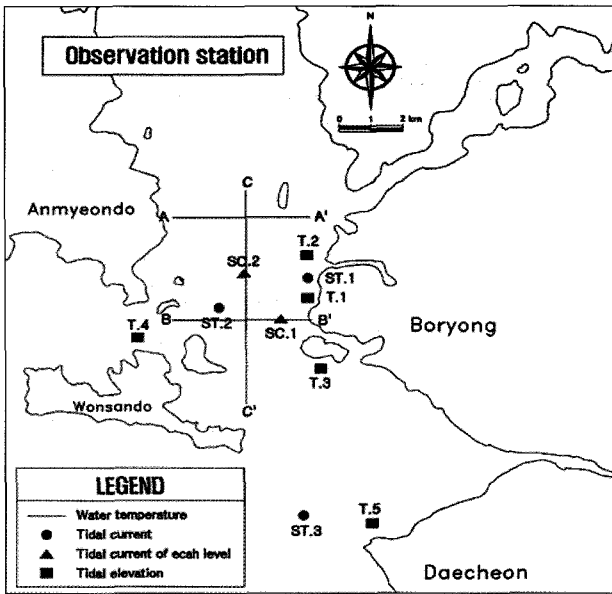 Observation station
N
0 1 2 km
C
Anmyeondo
A A'
T.2
SC.2
ST.1
T.1
ST.2
B B'
SC.1
T.4
Boryong
T.3
Wonsando
C'
LEGEND
Water temperature
Tidal current
Tidal current of ecah level
Tidal elevation
T.5
ST.3
Daecheon